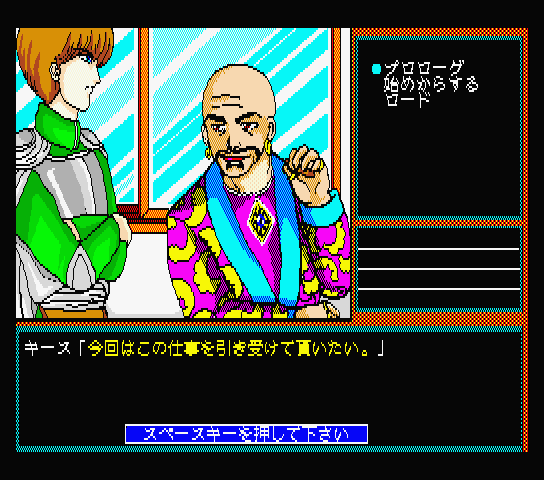 プロローグ
始めからする
ロード
キース「今回はこの仕事を引き受けて頂いたい。」
スペースキーを押して下さい